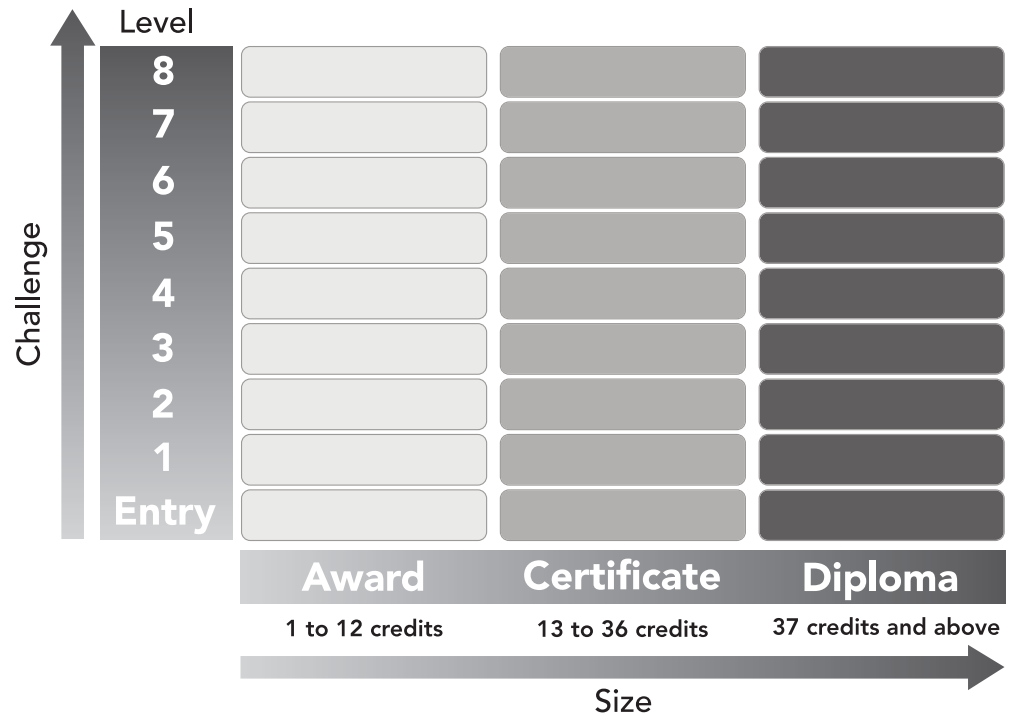 Level
8
7
6
5
4
3
2
1
Entry
Challenge
Award Certificate Diploma
1 to 12 credits 13 to 36 credits 37 credits and above
Size